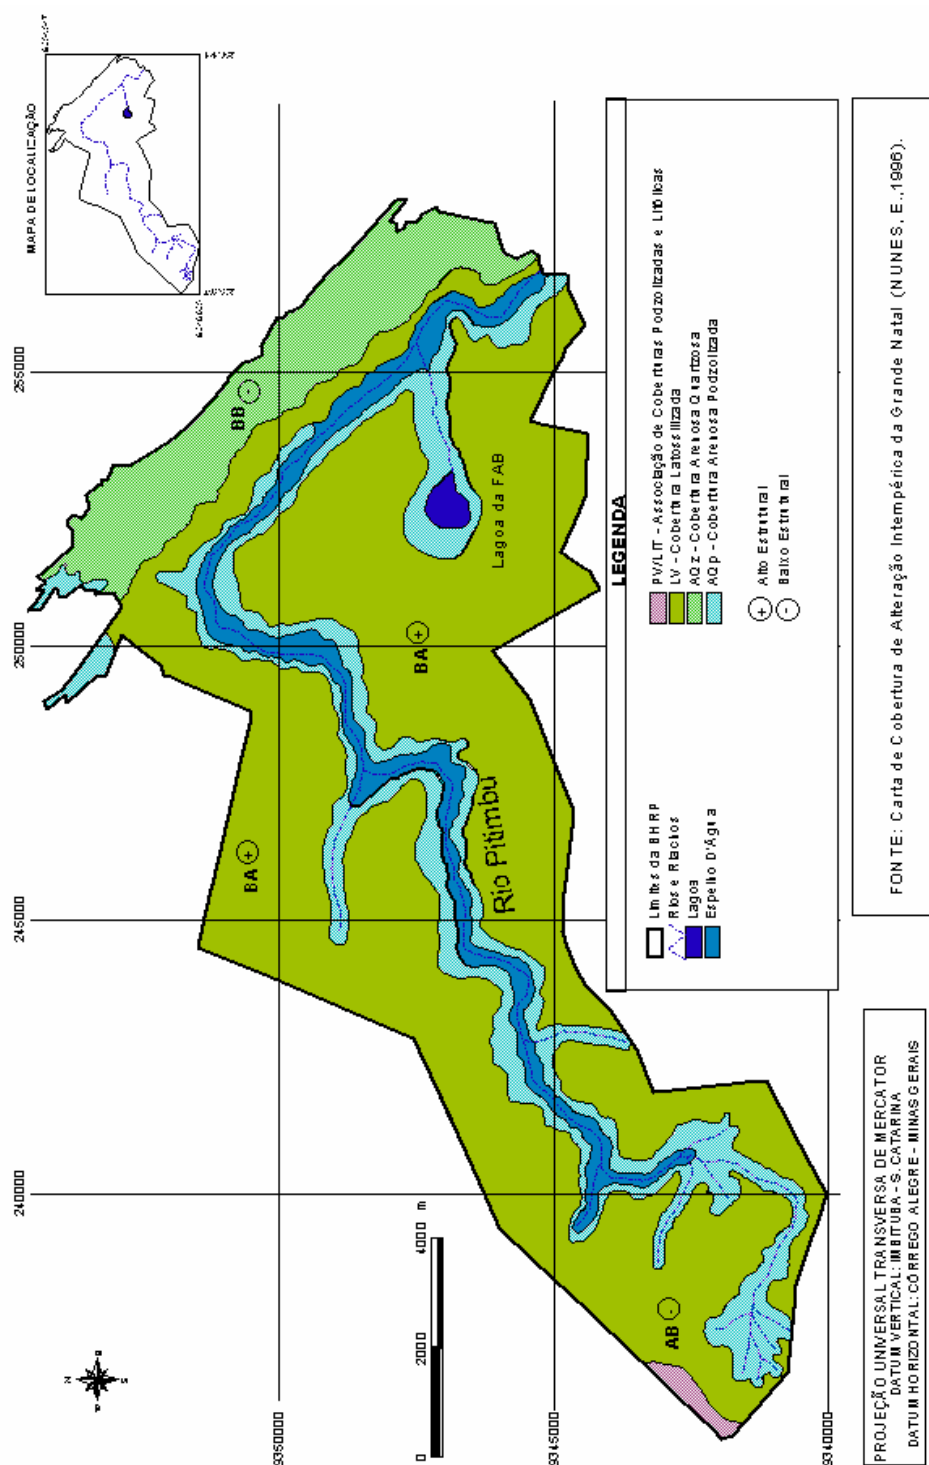 MAPA DE LOCALIZAÇÃO
240000
245000
250000
255000
9350000
9345000
9340000
BB -
BA +
BA +
AB -
Lagoa da FAB
Rio Pitimbu
0 2000 4000 m
LEGENDA
Limites da BHRP
Rios e Riachos
Lagoa
Espelho D'Água
PV/LIT - Associação de Coberturas Podzolizadas e Litólicas
LV - Cobertura Latossilizada
AQz - Cobertura Arenosa Quartzosa
AQp - Cobertura Arenosa Podzolizada
+ Alto Estrutural
- Baixo Estrutural
PROJEÇÃO UNIVERSAL TRANSVERSA DE MERCATOR
DATUM VERTICAL: IMBITUBA - S. CATARINA
DATUM HORIZONTAL: CÓRREGO ALEGRE - MINAS GERAIS
FONTE: Carta de Cobertura de Alteração Intempérica da Grande Natal (NUNES, E.,1996).